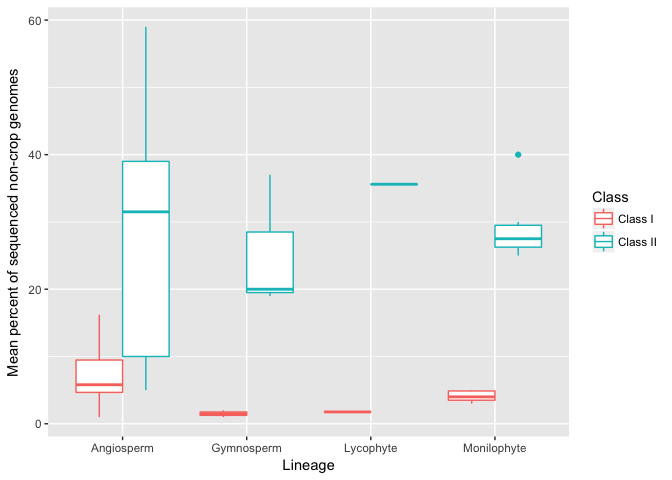 Mean percent of sequenced non-crop genomes
60
40
20
0
Angiosperm
Gymnosperm
Lycophyte
Monilophyte
Lineage
Class
Class I
Class II